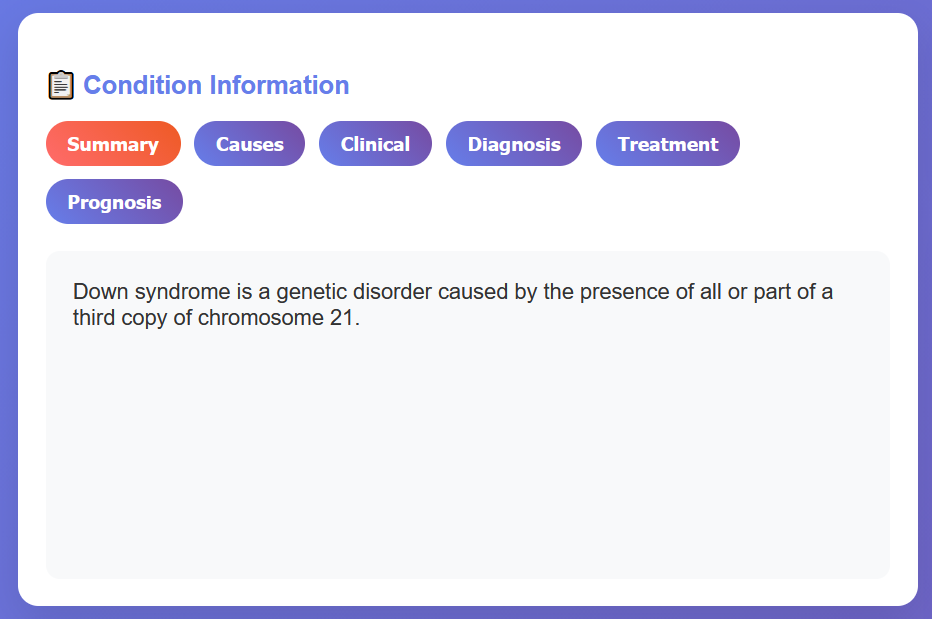 Condition Information
Summary
Causes
Clinical
Diagnosis
Treatment
Prognosis
Down syndrome is a genetic disorder caused by the presence of all or part of a
third copy of chromosome 21.